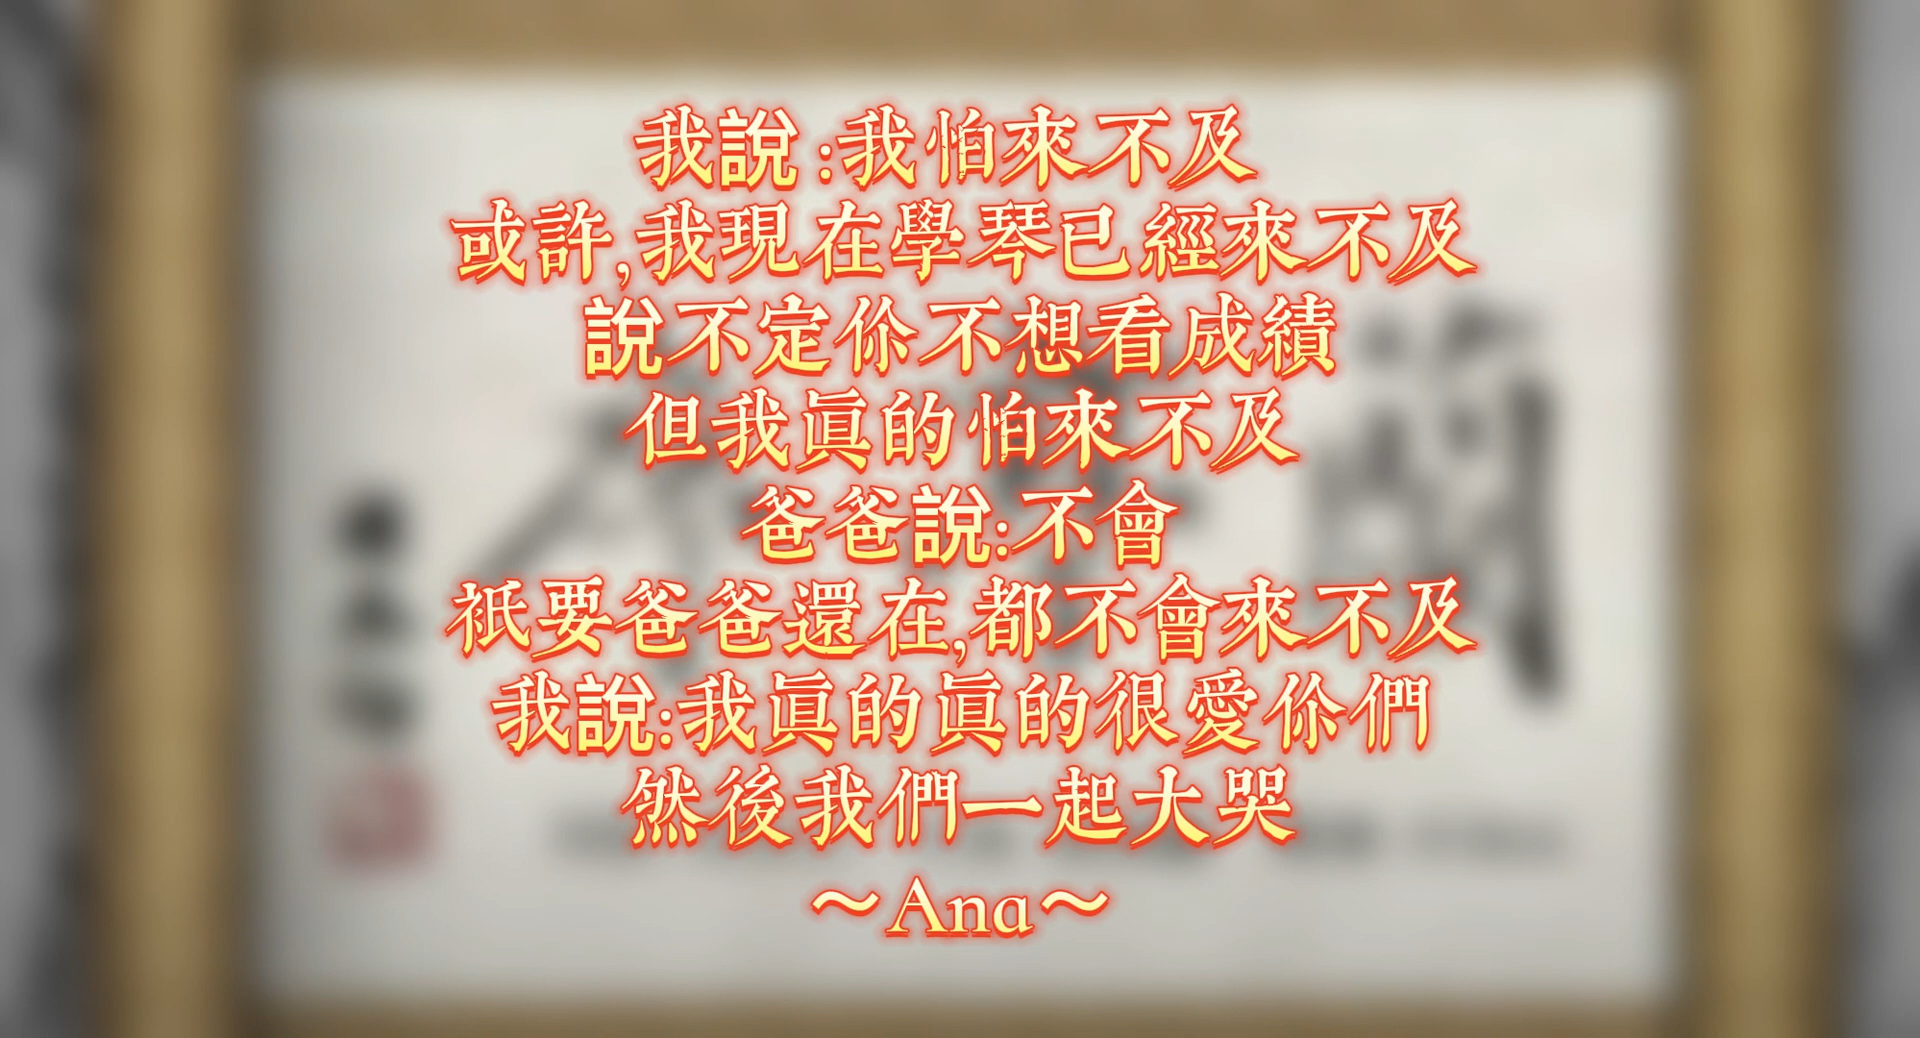 我說:我怕來不及
或許,我現在學琴已經來不及
說不定你不想看成績
但我眞的怕來不及
爸爸說:不會
衹要爸爸還在,都不會來不及
我說:我眞的眞的很愛你們
然後我們一起大哭
～Ana～